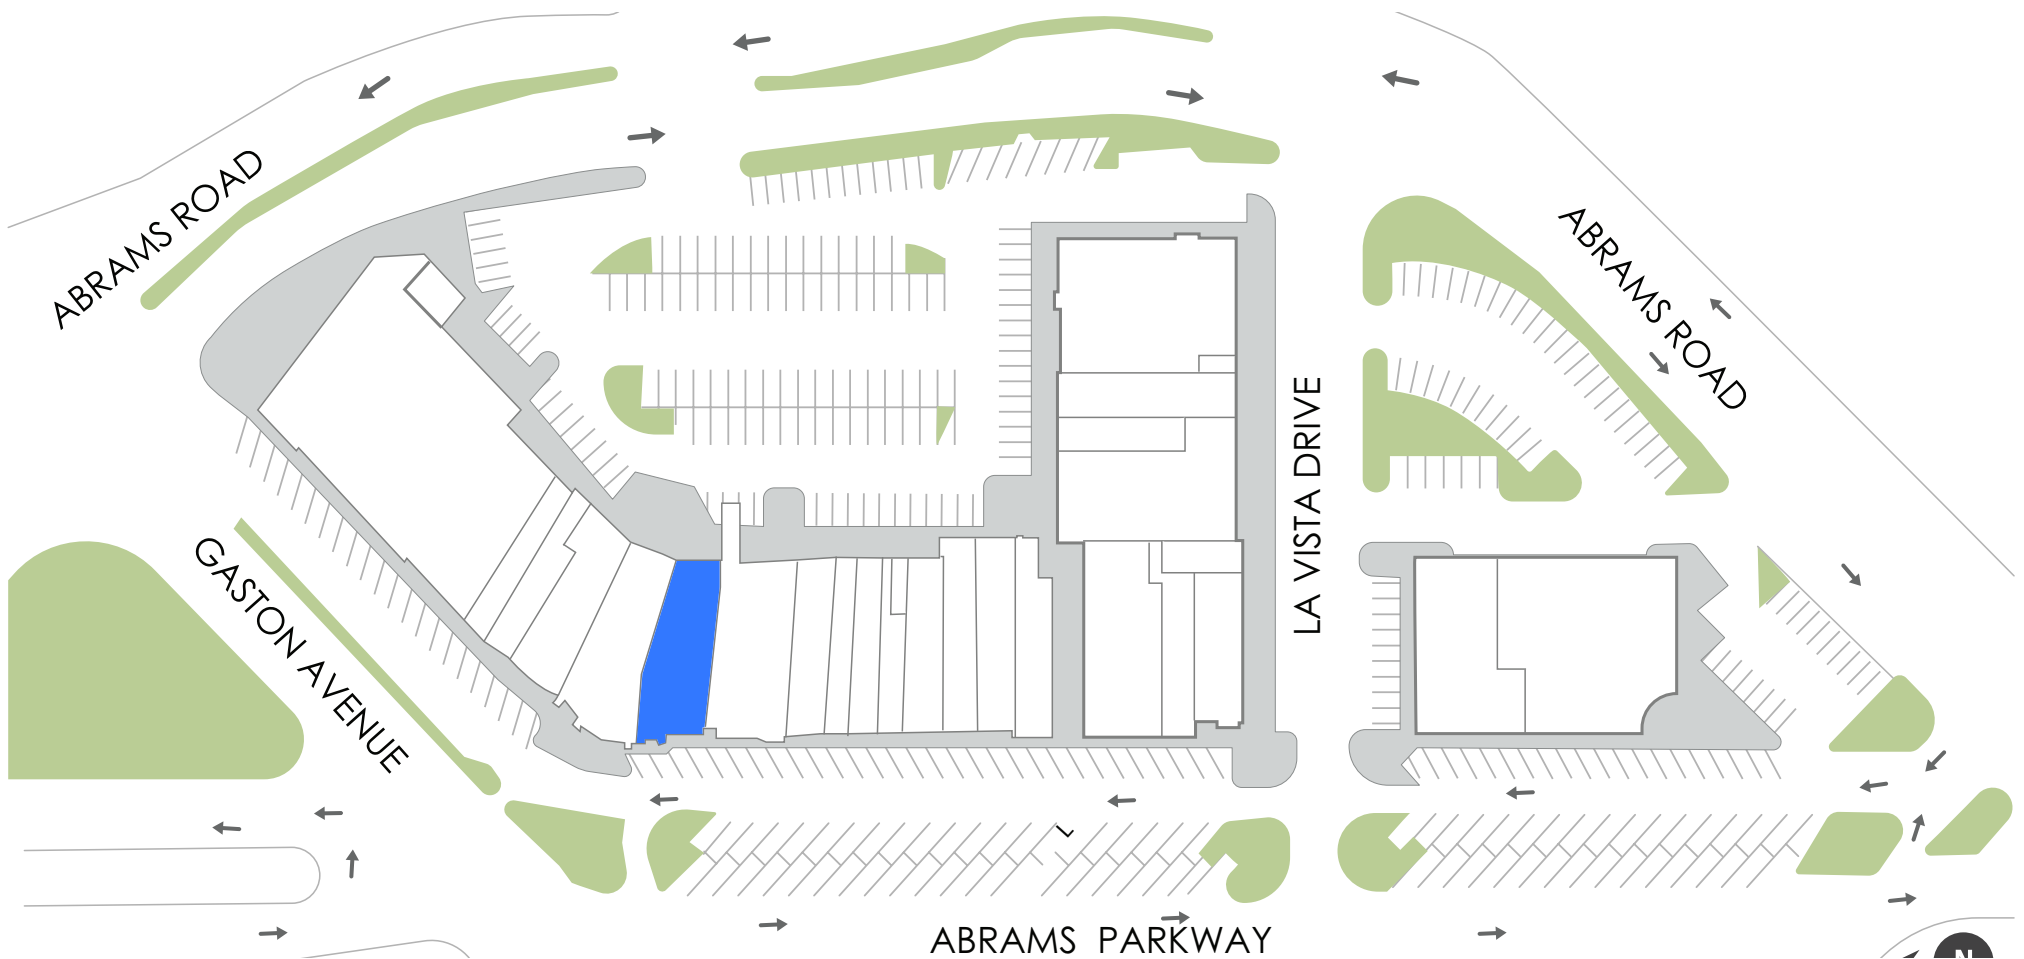 ABRAMS ROAD
ABRAMS ROAD
LA VISTA DRIVE
GASTON AVENUE
ABRAMS PARKWAY
N